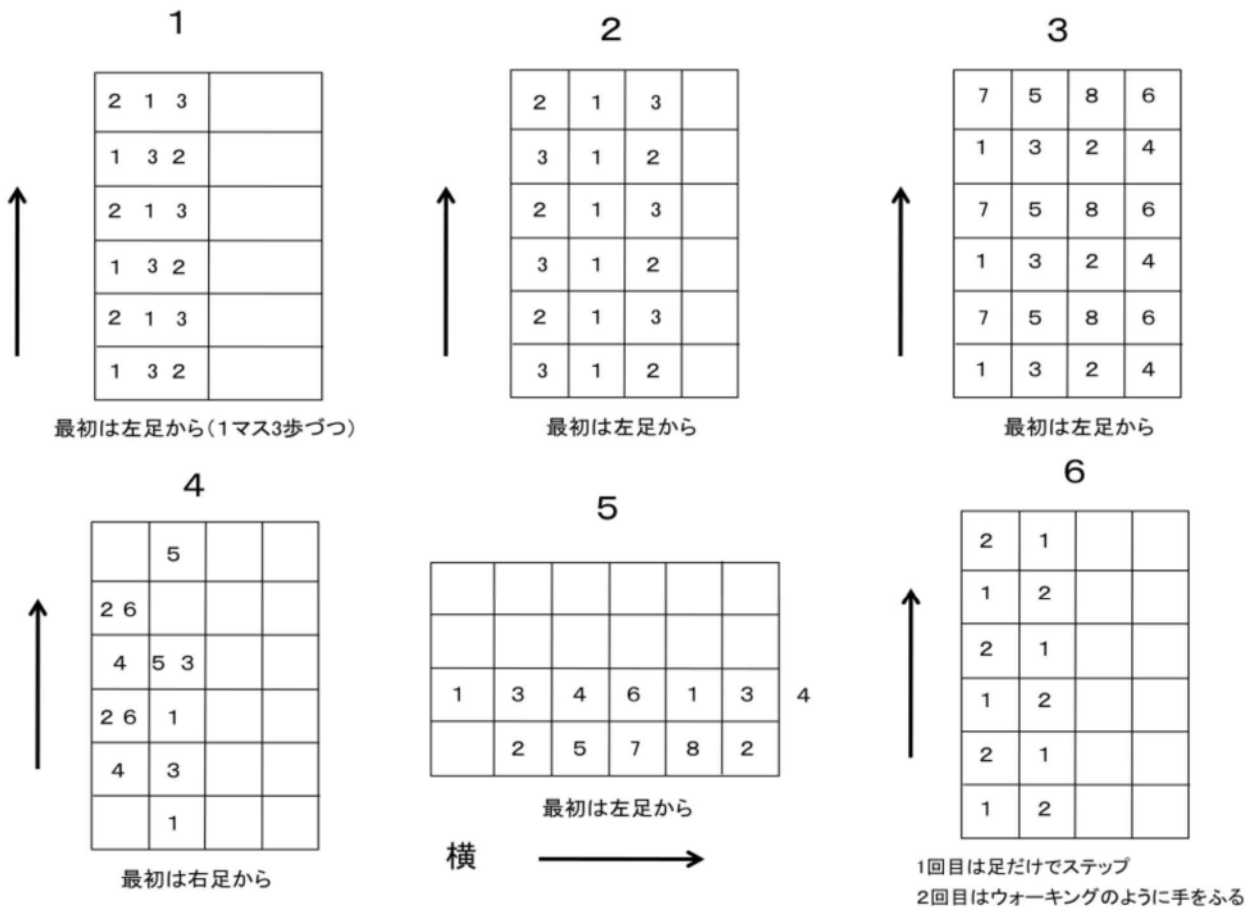 1
2 1 3
1 3 2
2 1 3
1 3 2
2 1 3
1 3 2
最初は左足から(1マス3歩づつ)
2
2 1 3
3 1 2
2 1 3
3 1 2
2 1 3
3 1 2
最初は左足から
3
7 5 8 6
1 3 2 4
7 5 8 6
1 3 2 4
7 5 8 6
1 3 2 4
最初は左足から
4
5
2 6
4 5 3
2 6 1
4 3
1
最初は右足から
5
1 3 4 6 1 3 4
2 5 7 8 2
最初は左足から
横
6
2 1
1 2
2 1
1 2
2 1
1 2
1回目は足だけでステップ
2回目はウォーキングのように手をふる